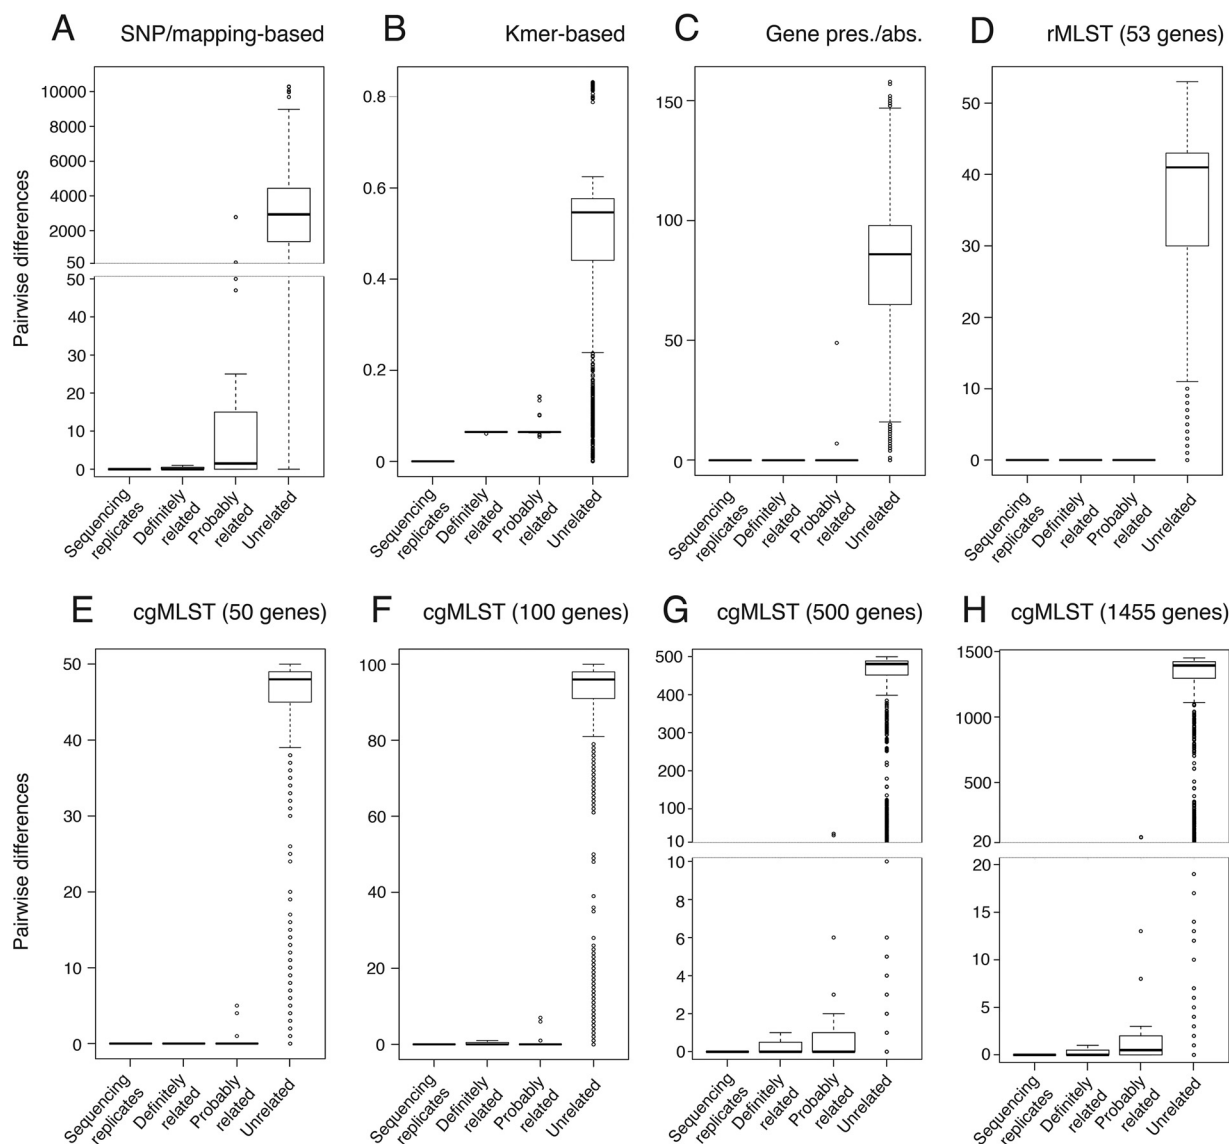 A SNP/mapping-based
B Kmer-based
C Gene pres./abs.
D rMLST (53 genes)
Pairwise differences
10000
8000
6000
4000
2000
50
50
40
30
20
10
0
Sequencing
replicates
Definitely
related
Probably
related
Unrelated
0.8
0.6
0.4
0.2
0
Sequencing
replicates
Definitely
related
Probably
related
Unrelated
150
100
50
0
Sequencing
replicates
Definitely
related
Probably
related
Unrelated
50
40
30
20
10
0
Sequencing
replicates
Definitely
related
Probably
related
Unrelated
E cgMLST (50 genes)
F cgMLST (100 genes)
G cgMLST (500 genes)
H cgMLST (1455 genes)
Pairwise differences
50
40
30
20
10
0
Sequencing
replicates
Definitely
related
Probably
related
Unrelated
100
80
60
40
20
0
Sequencing
replicates
Definitely
related
Probably
related
Unrelated
500
400
300
200
100
10
10
8
6
4
2
0
Sequencing
replicates
Definitely
related
Probably
related
Unrelated
1500
1000
500
20
20
15
10
5
0
Sequencing
replicates
Definitely
related
Probably
related
Unrelated